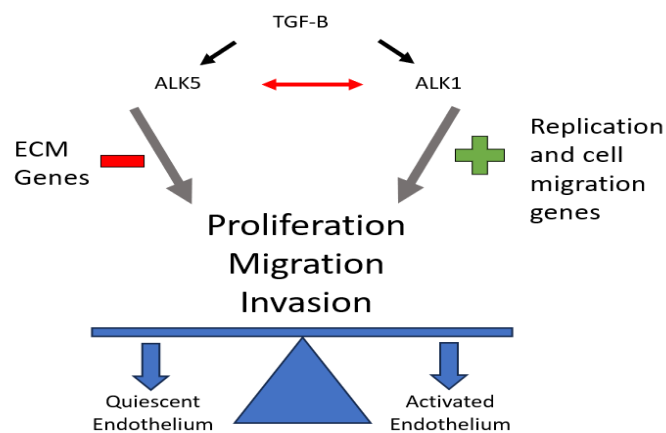 TGF-B
ALK5
ALK1
ECM
Genes
Replication
and cell
migration
genes
Proliferation
Migration
Invasion
Quiescent
Endothelium
Activated
Endothelium